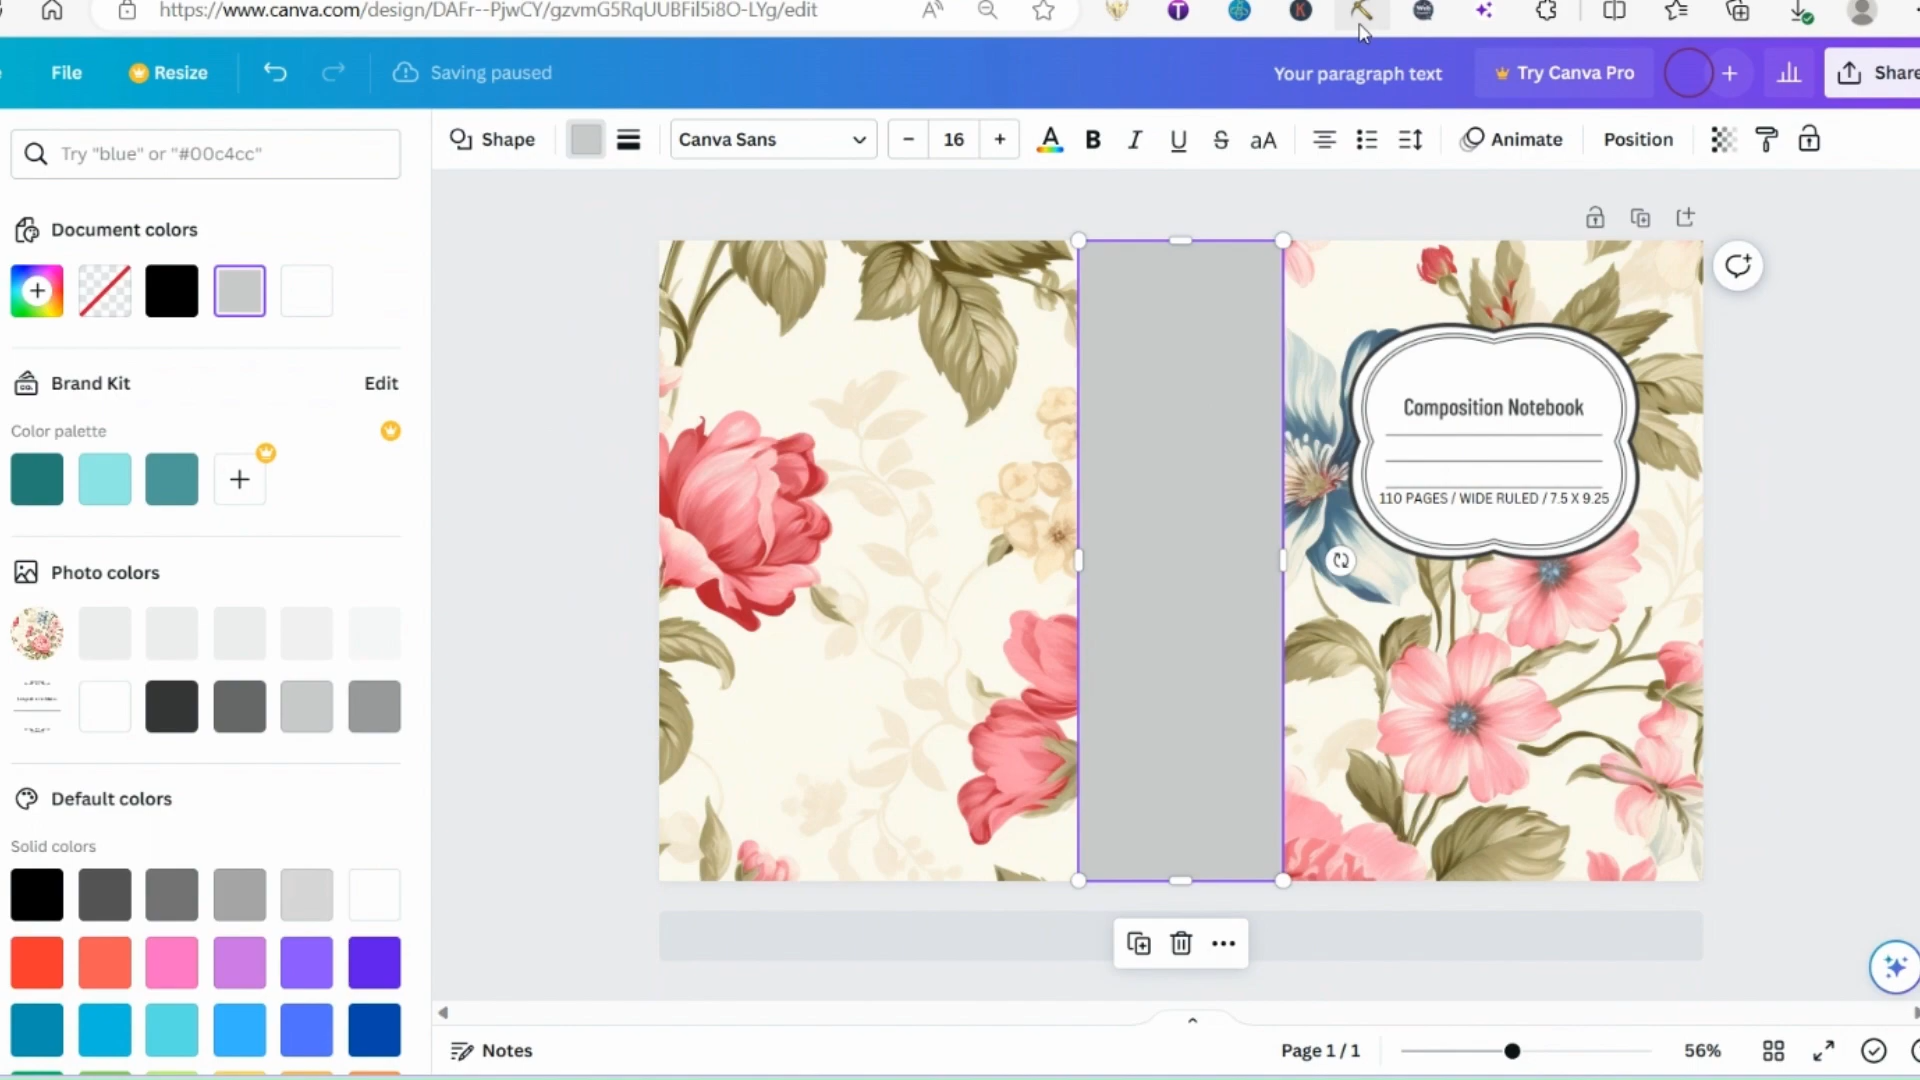 https://www.canva.com/design/DAFr--PjwCY/gzvmG5RqUUBFil5i8O-LYg/edit
File
Resize
Saving paused
Your paragraph text
Try Canva Pro
Share
Try "blue" or "#00c4cc"
Shape
Canva Sans
16
Animate
Position
Document colors
Brand Kit
Edit
Color palette
Photo colors
Default colors
Solid colors
Composition Notebook
110 PAGES / WIDE RULED / 7.5 X 9.25
Notes
Page 1 / 1
56%